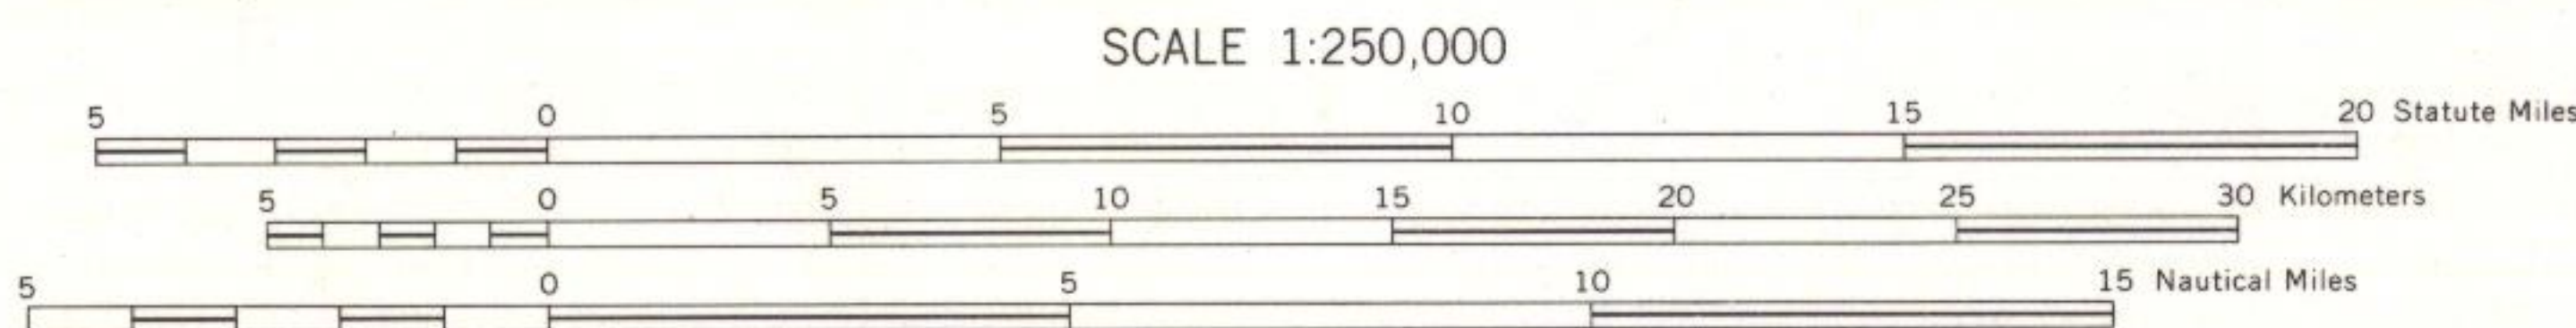 SCALE 1:250,000
5 0 5 10 15 20 Statute Miles
5 0 5 10 15 20 25 30 Kilometers
5 0 5 10 15 Nautical Miles